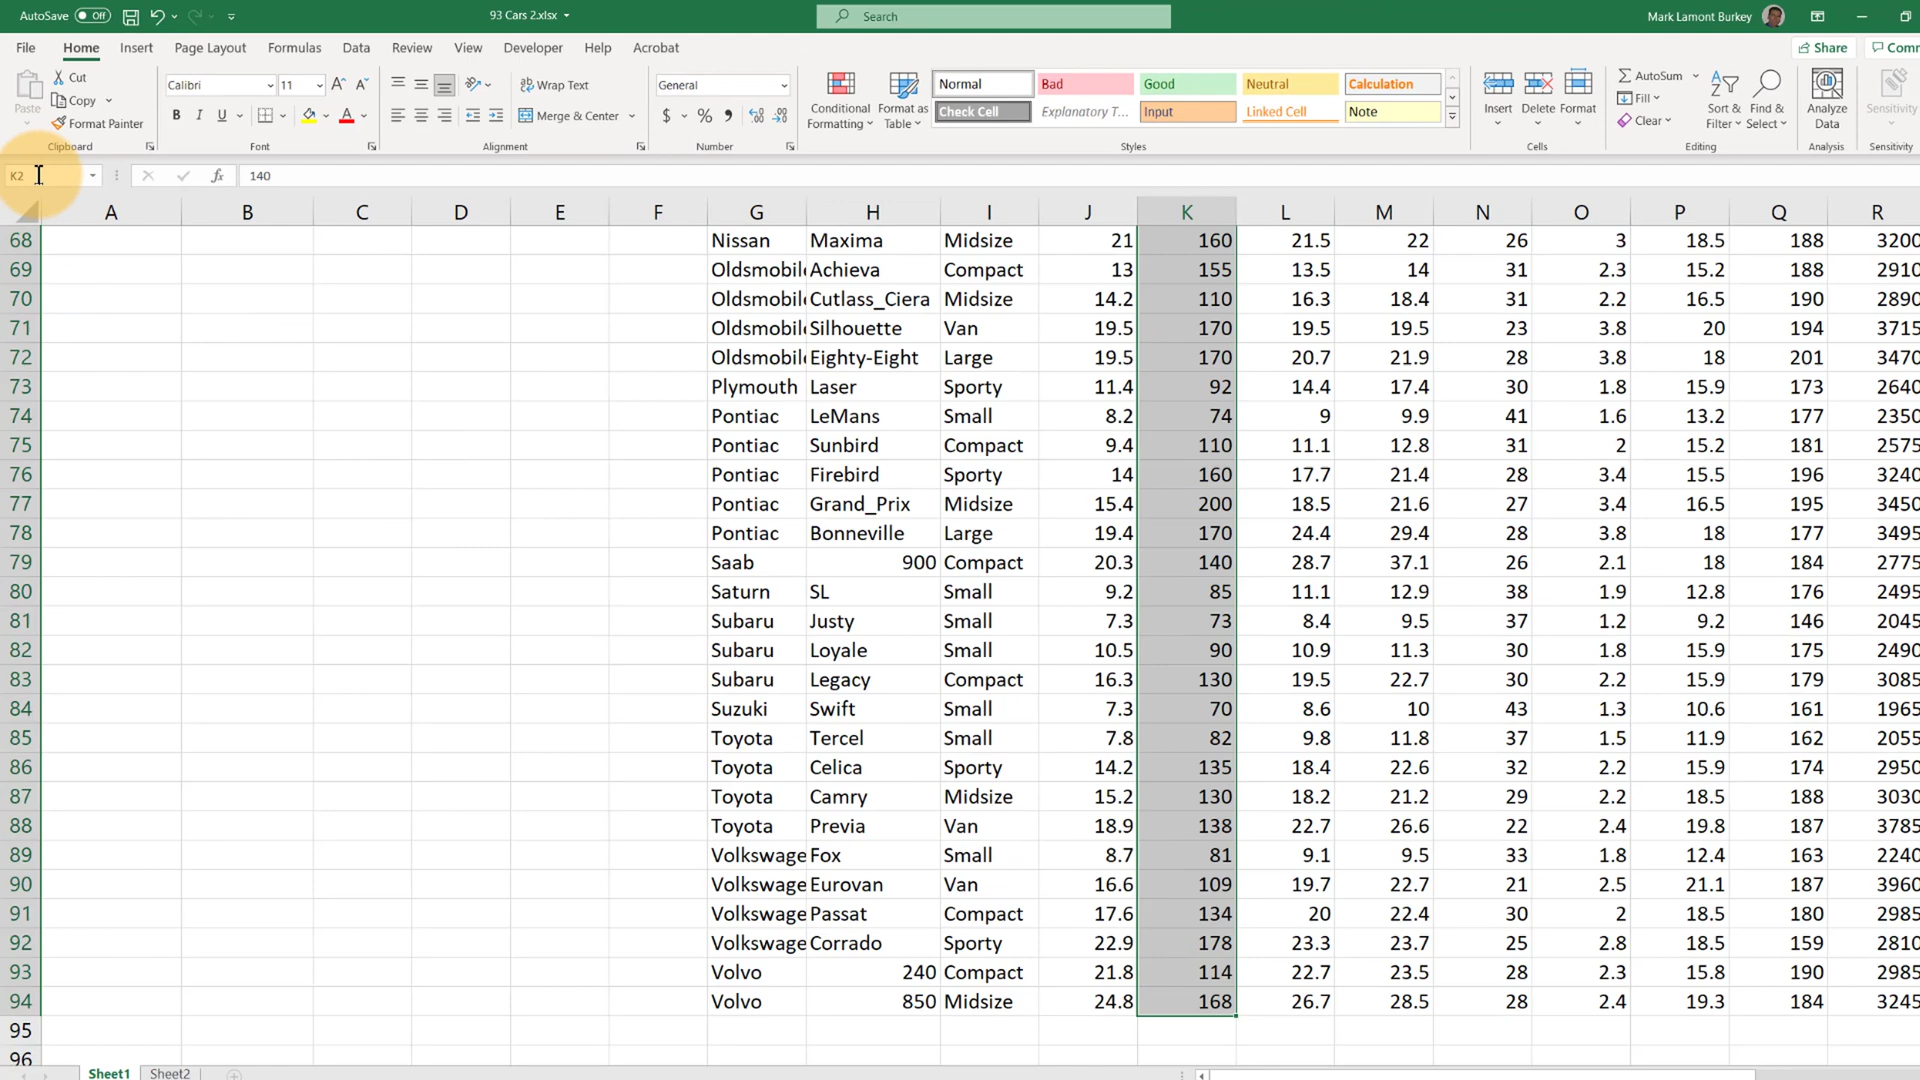 AutoSave Off 93 Cars 2.xlsx Search Mark Lamont Burkey
File Home Insert Page Layout Formulas Data Review View Developer Help Acrobat Share Comm
Paste Cut Copy Format Painter Clipboard
Calibri 11 B I U A Font
Wrap Text Merge & Center Alignment
General $ % Number
Conditional Formatting Format as Table
Normal Bad Good Neutral Calculation
Check Cell Explanatory T... Input Linked Cell Note
Styles
Insert Delete Format Cells
AutoSum Fill Clear Sort & Filter Find & Select Editing
Analyze Data Analysis
Sensitivity Sensitivity
K2 fx 140
A B C D E F G H I J K L M N O P Q R
68 Nissan Maxima Midsize 21 160 21.5 22 26 3 18.5 188 3200
69 Oldsmobile Achieva Compact 13 155 13.5 14 31 2.3 15.2 188 2910
70 Oldsmobile Cutlass_Ciera Midsize 14.2 110 16.3 18.4 31 2.2 16.5 190 2890
71 Oldsmobile Silhouette Van 19.5 170 19.5 19.5 23 3.8 20 194 3715
72 Oldsmobile Eighty-Eight Large 19.5 170 20.7 21.9 28 3.8 18 201 3470
73 Plymouth Laser Sporty 11.4 92 14.4 17.4 30 1.8 15.9 173 2640
74 Pontiac LeMans Small 8.2 74 9 9.9 41 1.6 13.2 177 2350
75 Pontiac Sunbird Compact 9.4 110 11.1 12.8 31 2 15.2 181 2575
76 Pontiac Firebird Sporty 14 160 17.7 21.4 28 3.4 15.5 196 3240
77 Pontiac Grand_Prix Midsize 15.4 200 18.5 21.6 27 3.4 16.5 195 3450
78 Pontiac Bonneville Large 19.4 170 24.4 29.4 28 3.8 18 177 3495
79 Saab 900 Compact 20.3 140 28.7 37.1 26 2.1 18 184 2775
80 Saturn SL Small 9.2 85 11.1 12.9 38 1.9 12.8 176 2495
81 Subaru Justy Small 7.3 73 8.4 9.5 37 1.2 9.2 146 2045
82 Subaru Loyale Small 10.5 90 10.9 11.3 30 1.8 15.9 175 2490
83 Subaru Legacy Compact 16.3 130 19.5 22.7 30 2.2 15.9 179 3085
84 Suzuki Swift Small 7.3 70 8.6 10 43 1.3 10.6 161 1965
85 Toyota Tercel Small 7.8 82 9.8 11.8 37 1.5 11.9 162 2055
86 Toyota Celica Sporty 14.2 135 18.4 22.6 32 2.2 15.9 174 2950
87 Toyota Camry Midsize 15.2 130 18.2 21.2 29 2.2 18.5 188 3030
88 Toyota Previa Van 18.9 138 22.7 26.6 22 2.4 19.8 187 3785
89 Volkswage Fox Small 8.7 81 9.1 9.5 33 1.8 12.4 163 2240
90 Volkswage Eurovan Van 16.6 109 19.7 22.7 21 2.5 21.1 187 3960
91 Volkswage Passat Compact 17.6 134 20 22.4 30 2 18.5 180 2985
92 Volkswage Corrado Sporty 22.9 178 23.3 23.7 25 2.8 18.5 159 2810
93 Volvo 240 Compact 21.8 114 22.7 23.5 28 2.3 15.8 190 2985
94 Volvo 850 Midsize 24.8 168 26.7 28.5 28 2.4 19.3 184 3245
95
96
Sheet1 Sheet2